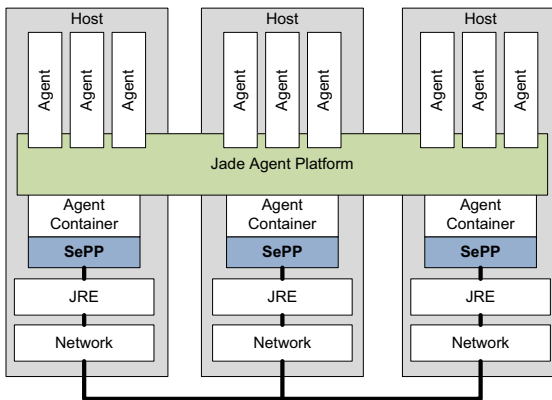 Host Host Host
Agent Agent Agent Agent Agent Agent Agent Agent Agent
Jade Agent Platform
Agent Agent Agent
Container Container Container
SePP SePP SePP
JRE JRE JRE
Network Network Network